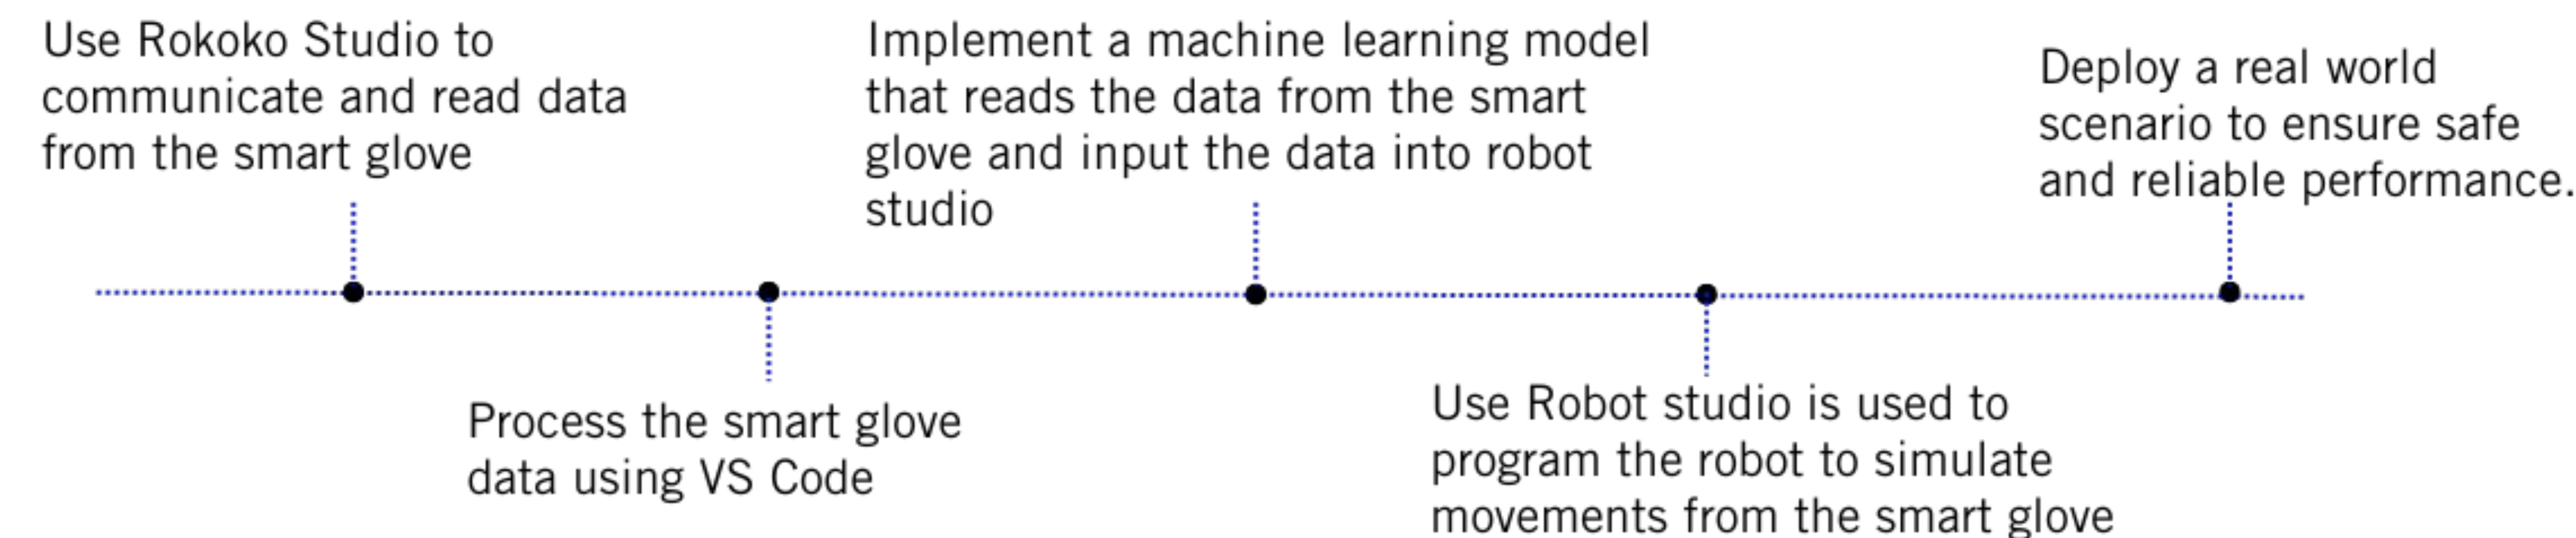 Use Rokoko Studio to
communicate and read data
from the smart glove
Process the smart glove
data using VS Code
Implement a machine learning model
that reads the data from the smart
glove and input the data into robot
studio
Use Robot studio is used to
program the robot to simulate
movements from the smart glove
Deploy a real world
scenario to ensure safe
and reliable performance.